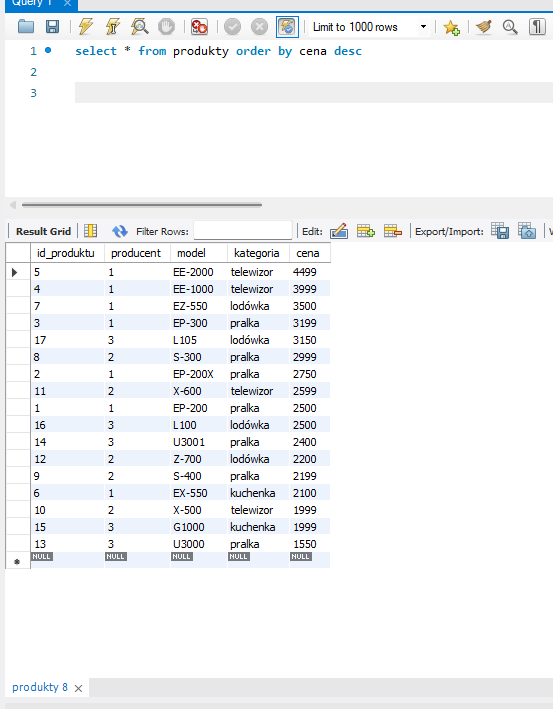 Query 1
Limit to 1000 rows
1 select * from produkty order by cena desc
2
3
Result Grid Filter Rows: Edit: Export/Import:
id_produktu producent model kategoria cena
5 1 EE-2000 telewizor 4499
4 1 EE-1000 telewizor 3999
7 1 EZ-550 lodówka 3500
3 1 EP-300 pralka 3199
17 3 L105 lodówka 3150
8 2 S-300 pralka 2999
2 1 EP-200X pralka 2750
11 2 X-600 telewizor 2599
1 1 EP-200 pralka 2500
16 3 L100 lodówka 2500
14 3 U3001 pralka 2400
12 2 Z-700 lodówka 2200
9 2 S-400 pralka 2199
6 1 EX-550 kuchenka 2100
10 2 X-500 telewizor 1999
15 3 G1000 kuchenka 1999
13 3 U3000 pralka 1550
NULL NULL NULL NULL NULL
produkty 8